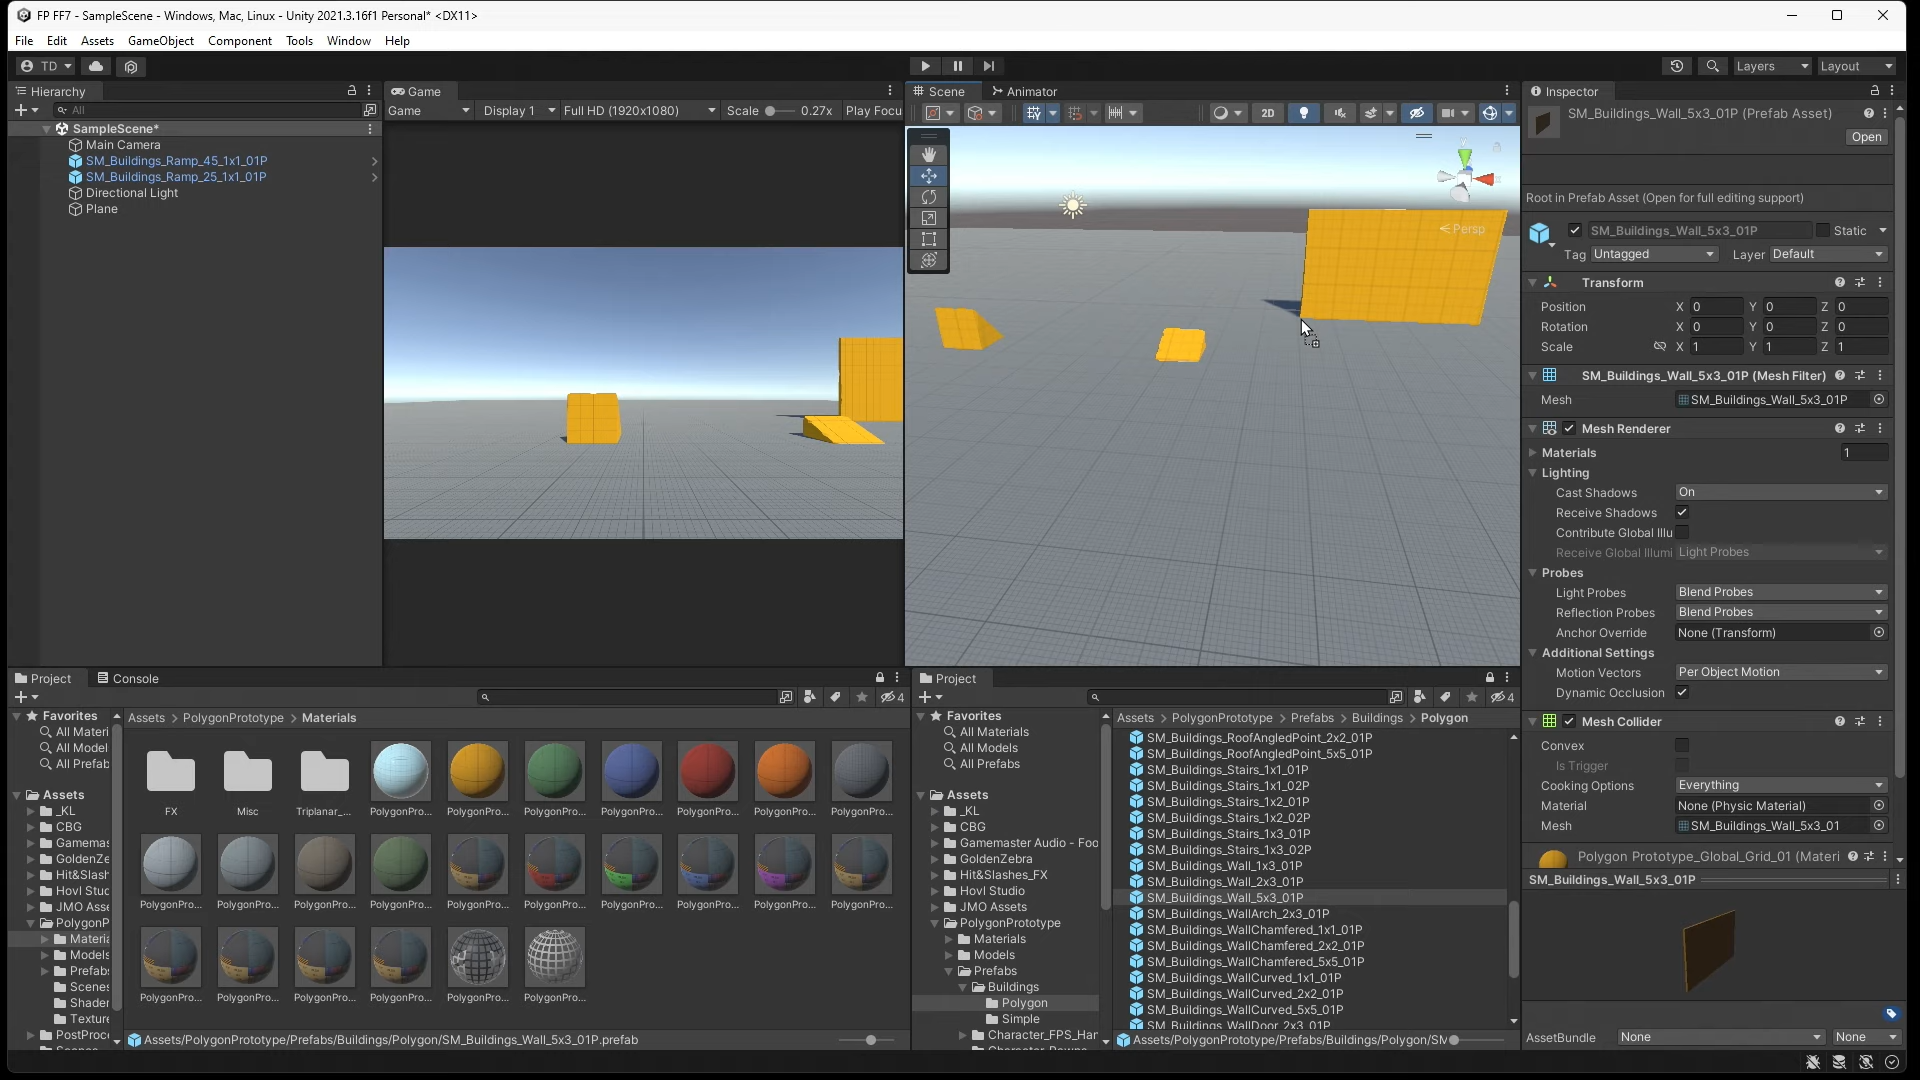 FP FF7 - SampleScene - Windows, Mac, Linux - Unity 2021.3.16f1 Personal* <DX11>
File Edit Assets GameObject Component Tools Window Help
TD Layers Layout
Hierarchy
All
SampleScene*
Main Camera
SM_Buildings_Ramp_45_1x1_01P
SM_Buildings_Ramp_25_1x1_01P
Directional Light
Plane
Game
Game Display 1 Full HD (1920x1080) Scale 0.27x Play Focu
Scene Animator
2D
Persp
Inspector
SM_Buildings_Wall_5x3_01P (Prefab Asset)
Open
Root in Prefab Asset (Open for full editing support)
SM_Buildings_Wall_5x3_01P Static
Tag Untagged Layer Default
Transform
Position X 0 Y 0 Z 0
Rotation X 0 Y 0 Z 0
Scale X 1 Y 1 Z 1
SM_Buildings_Wall_5x3_01P (Mesh Filter)
Mesh SM_Buildings_Wall_5x3_01P
Mesh Renderer
Materials 1
Lighting
Cast Shadows On
Receive Shadows
Contribute Global Illu
Receive Global Illumi Light Probes
Probes
Light Probes Blend Probes
Reflection Probes Blend Probes
Anchor Override None (Transform)
Additional Settings
Motion Vectors Per Object Motion
Dynamic Occlusion
Mesh Collider
Convex
Is Trigger
Cooking Options Everything
Material None (Physic Material)
Mesh SM_Buildings_Wall_5x3_01
Polygon Prototype_Global_Grid_01 (Materi
SM_Buildings_Wall_5x3_01P
AssetBundle None None
Project Console
4
Favorites
All Materi
All Model
All Prefab
Assets
_KL
CBG
Gamemas
GoldenZe
Hit&Slash
Hovl Stud
JMO Asse
PolygonP
Materia
Models
Prefabs
Scenes
Shader
Texture
PostProce
Assets > PolygonPrototype > Materials
FX Misc Triplanar_... PolygonPro... PolygonPro... PolygonPro... PolygonPro... PolygonPro... PolygonPro... PolygonPro...
PolygonPro... PolygonPro... PolygonPro... PolygonPro... PolygonPro... PolygonPro... PolygonPro... PolygonPro... PolygonPro... PolygonPro...
PolygonPro... PolygonPro... PolygonPro... PolygonPro... PolygonPro... PolygonPro...
Assets/PolygonPrototype/Prefabs/Buildings/Polygon/SM_Buildings_Wall_5x3_01P.prefab
Project
4
Favorites
All Materials
All Models
All Prefabs
Assets
_KL
CBG
Gamemaster Audio - Foo
GoldenZebra
Hit&Slashes_FX
Hovl Studio
JMO Assets
PolygonPrototype
Materials
Models
Prefabs
Buildings
Polygon
Simple
Character_FPS_Har
Assets > PolygonPrototype > Prefabs > Buildings > Polygon
SM_Buildings_RoofAngledPoint_2x2_01P
SM_Buildings_RoofAngledPoint_5x5_01P
SM_Buildings_Stairs_1x1_01P
SM_Buildings_Stairs_1x1_02P
SM_Buildings_Stairs_1x2_01P
SM_Buildings_Stairs_1x2_02P
SM_Buildings_Stairs_1x3_01P
SM_Buildings_Stairs_1x3_02P
SM_Buildings_Wall_1x3_01P
SM_Buildings_Wall_2x3_01P
SM_Buildings_Wall_5x3_01P
SM_Buildings_WallArch_2x3_01P
SM_Buildings_WallChamfered_1x1_01P
SM_Buildings_WallChamfered_2x2_01P
SM_Buildings_WallChamfered_5x5_01P
SM_Buildings_WallCurved_1x1_01P
SM_Buildings_WallCurved_2x2_01P
SM_Buildings_WallCurved_5x5_01P
SM_Buildings_WallDoor_2x3_01P
Assets/PolygonPrototype/Prefabs/Buildings/Polygon/SM